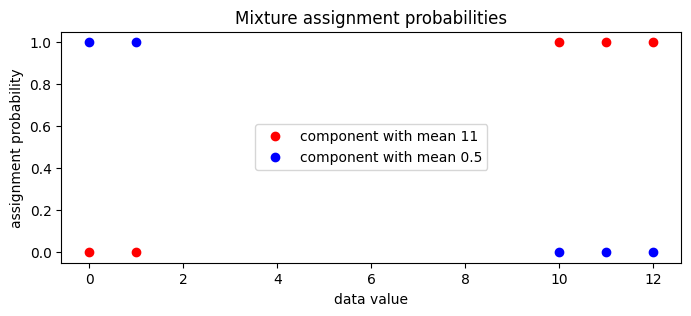 Mixture assignment probabilities
assignment probability
1.0
0.8
0.6
0.4
0.2
0.0
component with mean 11
component with mean 0.5
0 2 4 6 8 10 12
data value